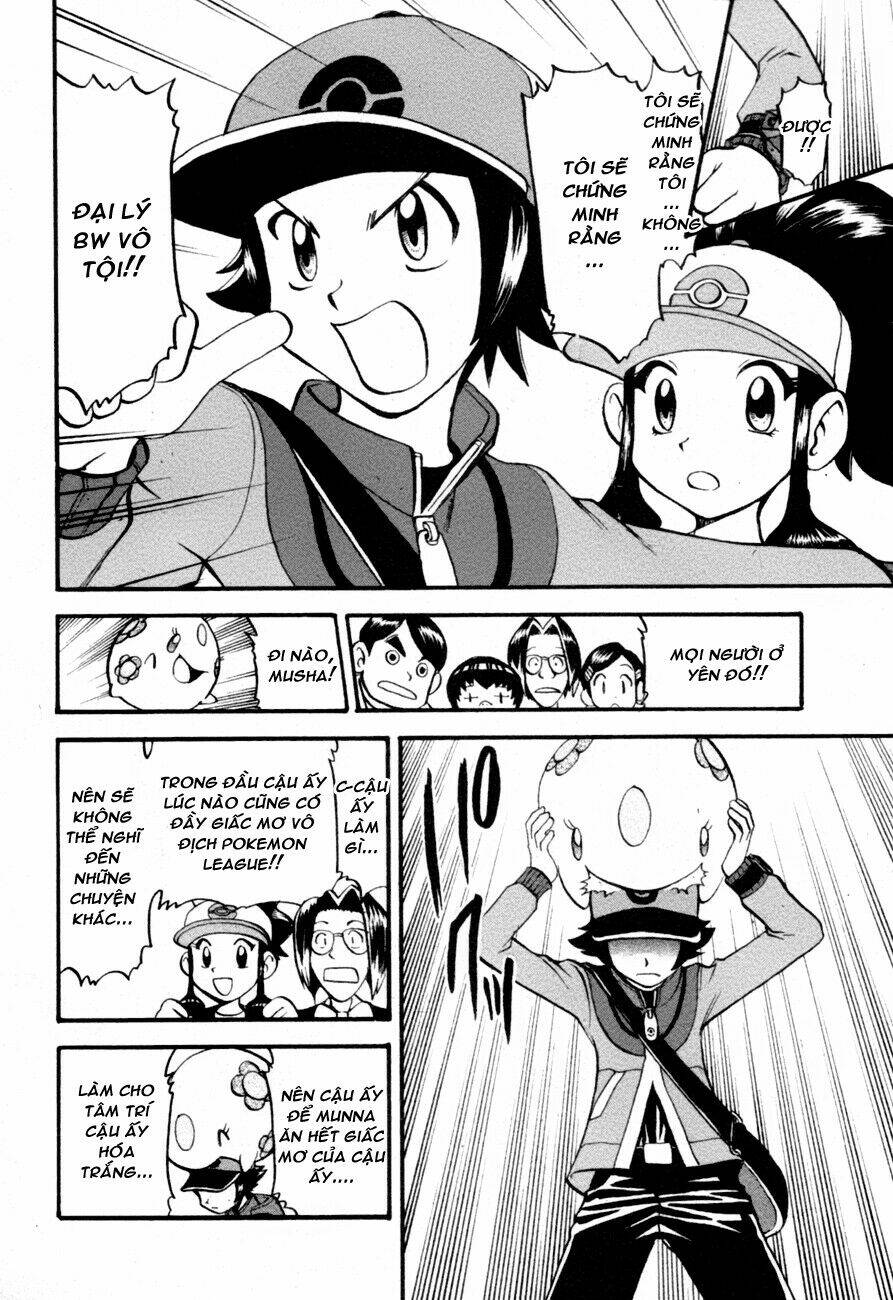 ĐƯỢC
!!
TÔI SẼ
CHỨNG
MINH
RẰNG
TÔI
...
KHÔNG
...
TÔI SẼ
CHỨNG
MINH
RẰNG
...
ĐẠI LÝ
BW VÔ
TỘI!!
MỌI NGƯỜI Ở
YÊN ĐÓ!!
ĐI NÀO,
MUSHA!
C-CẬU
ẤY
LÀM
GÌ...
TRONG ĐẦU CẬU ẤY
LÚC NÀO CŨNG CÓ
ĐẦY GIẤC MƠ VÔ
ĐỊCH POKEMON
LEAGUE!!
NÊN SẼ
KHÔNG
THỂ NGHĨ
ĐẾN
NHỮNG
CHUYỆN
KHÁC...
NÊN CẬU ẤY
ĐỂ MUNNA
ĂN HẾT GIẤC
MƠ CỦA CẬU
ẤY....
LÀM CHO
TÂM TRÍ
CẬU ẤY
HÓA
TRẮNG...